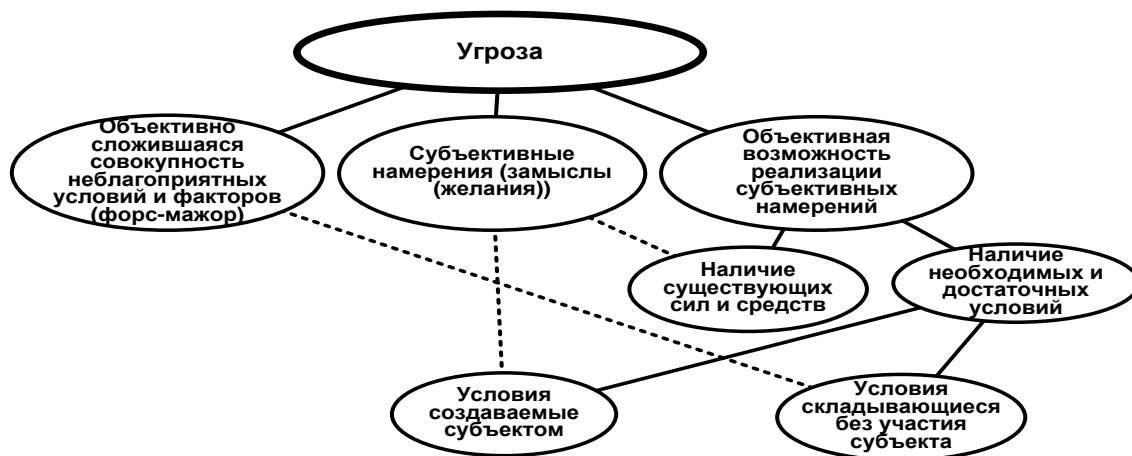 Угроза
Объективно
сложившаяся
совокупность
неблагоприятных
условий и факторов
(форс-мажор)
Субъективные
намерения (замыслы
(желания))
Объективная
возможность
реализации
субъективных
намерений
Наличие
существующих
сил и средств
Наличие
необходимых и
достаточных
условий
Условия
создаваемые
субъектом
Условия
складывающиеся
без участия
субъекта